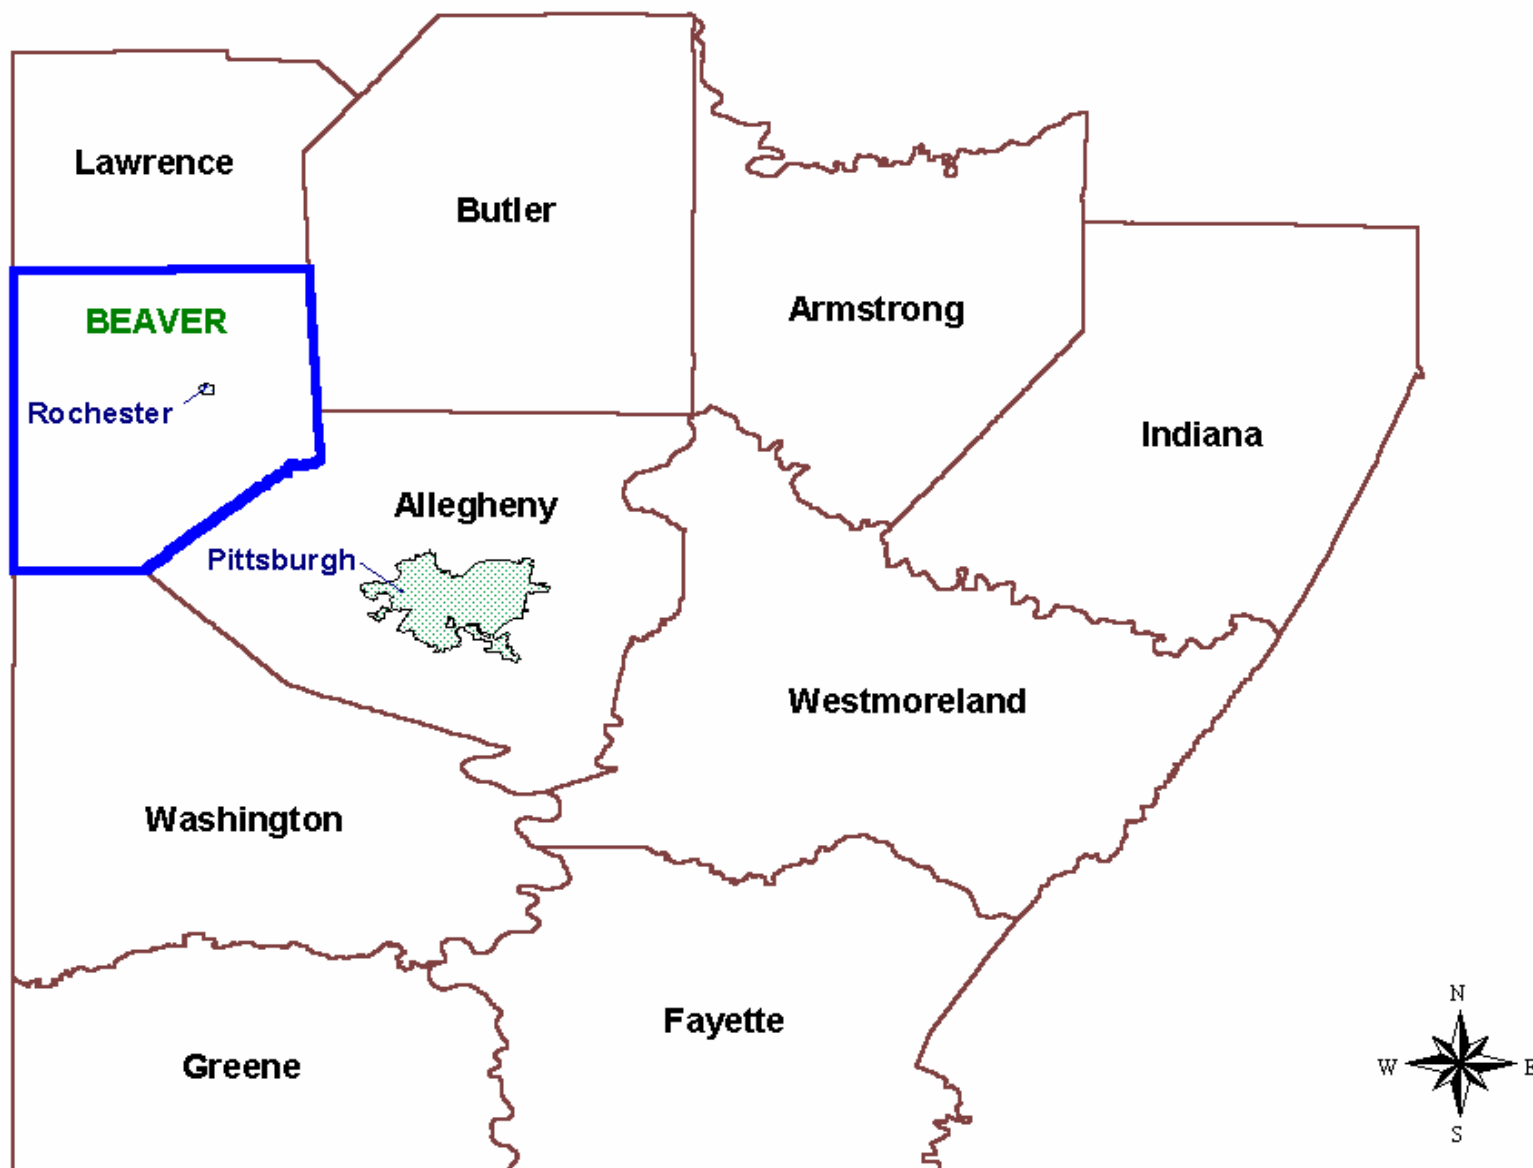 Lawrence
Butler
BEAVER
Armstrong
Rochester
Indiana
Allegheny
Pittsburgh
Westmoreland
Washington
Fayette
Greene
N
W
E
S